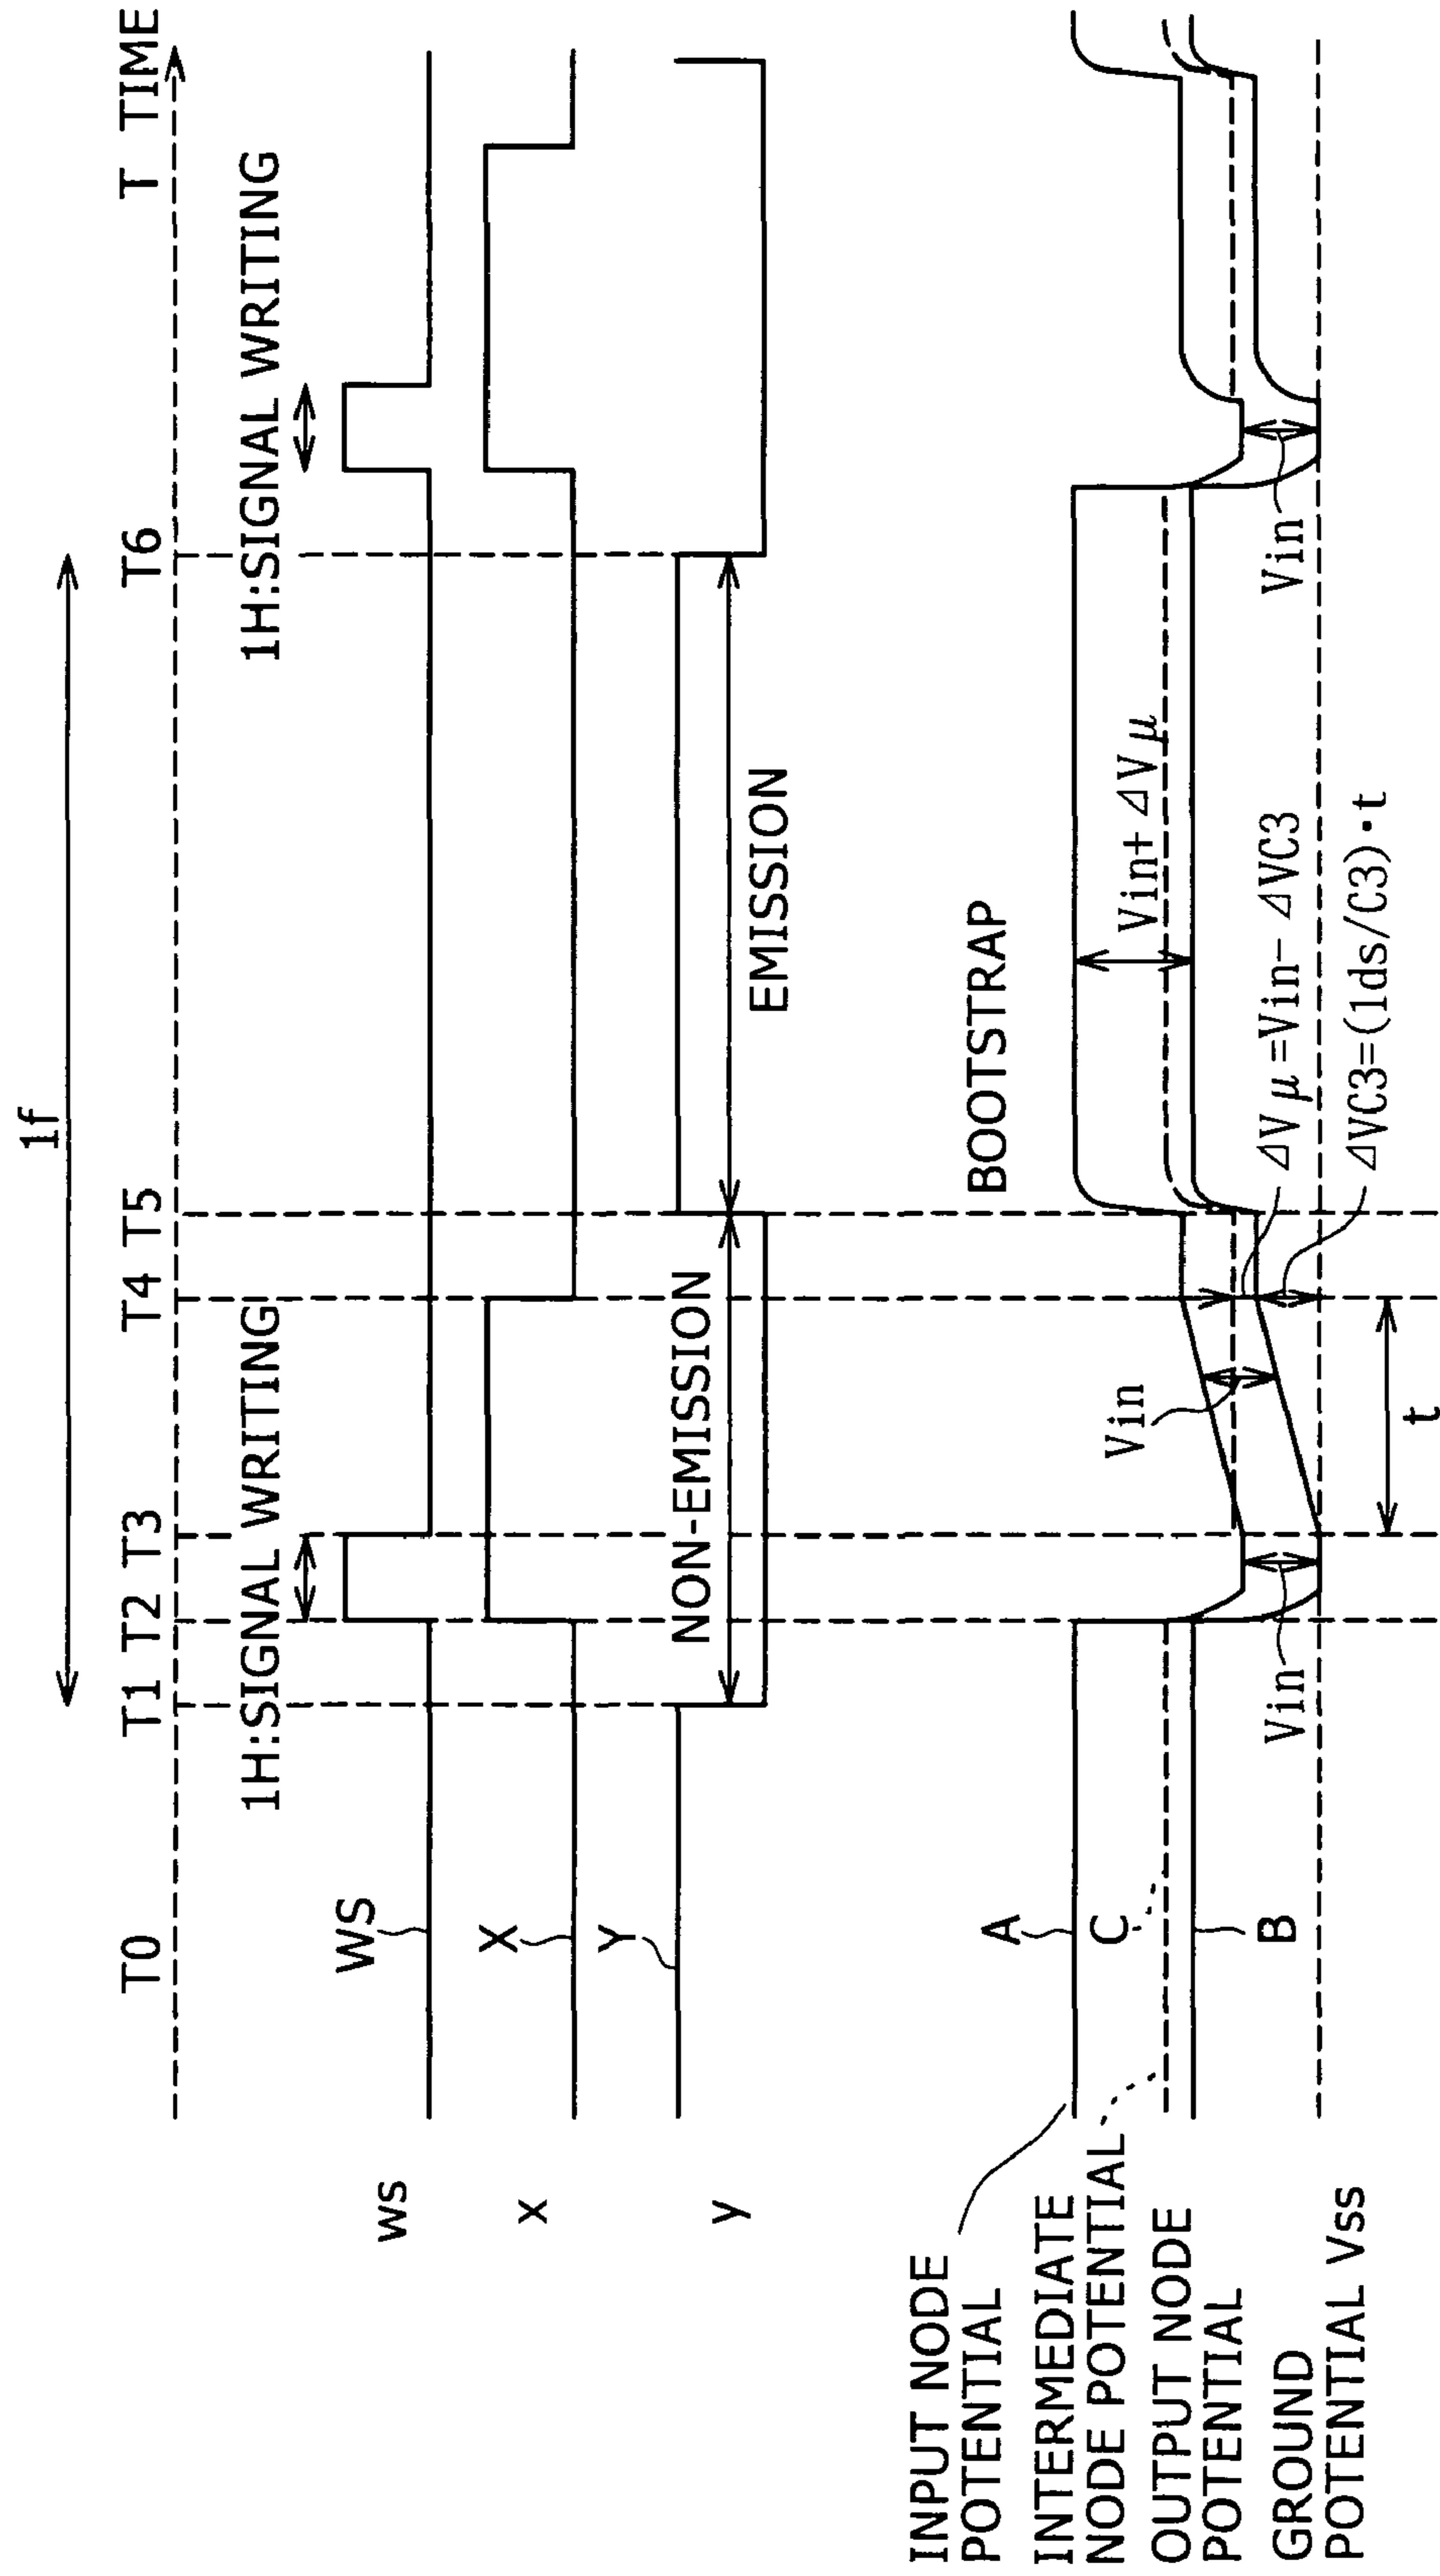 1f
T0
T1
T2
T3
T4
T5
T6
T
TIME
1H:SIGNAL WRITING
1H:SIGNAL WRITING
ws
WS
x
X
y
Y
NON-EMISSION
EMISSION
BOOTSTRAP
INPUT NODE
POTENTIAL
A
INTERMEDIATE
NODE POTENTIAL
C
OUTPUT NODE
POTENTIAL
B
GROUND
POTENTIAL Vss
Vin
Vin
Vin+ΔVμ
Vin
ΔVμ=Vin-ΔVC3
ΔVC3=(1ds/C3)•t
t